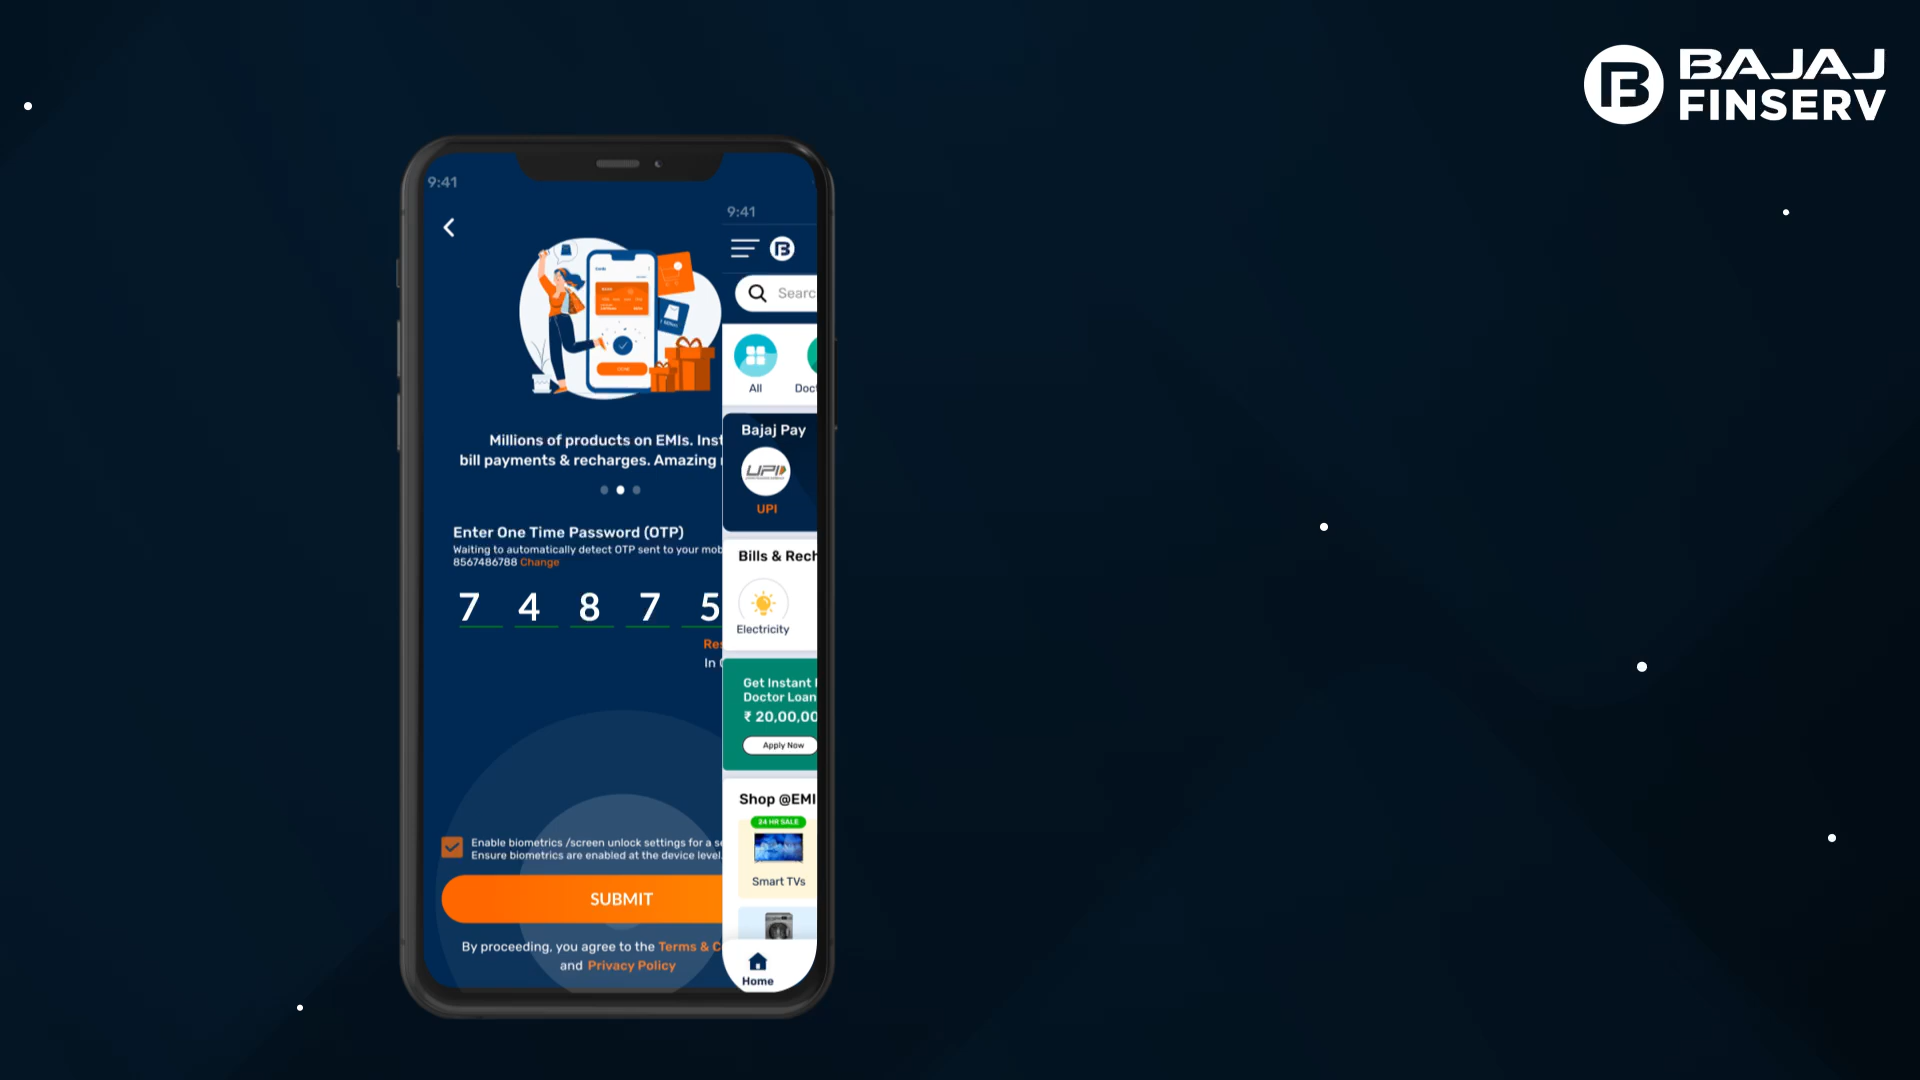 BAJAJ
FINSERV
9:41
Millions of products on EMIs. Inst
bill payments & recharges. Amazing
Enter One Time Password (OTP)
Waiting to automatically detect OTP sent to your mob
8567486788 Change
7 4 8 7 5
Res
In
Enable biometrics /screen unlock settings for a se
Ensure biometrics are enabled at the device level.
SUBMIT
By proceeding, you agree to the Terms & C
and Privacy Policy
9:41
Searc
All
Doct
Bajaj Pay
UPI
UPI
Bills & Rech
Electricity
Get Instant
Doctor Loan
₹ 20,00,00
Apply Now
Shop @EMI
24 HR SALE
Smart TVs
Home